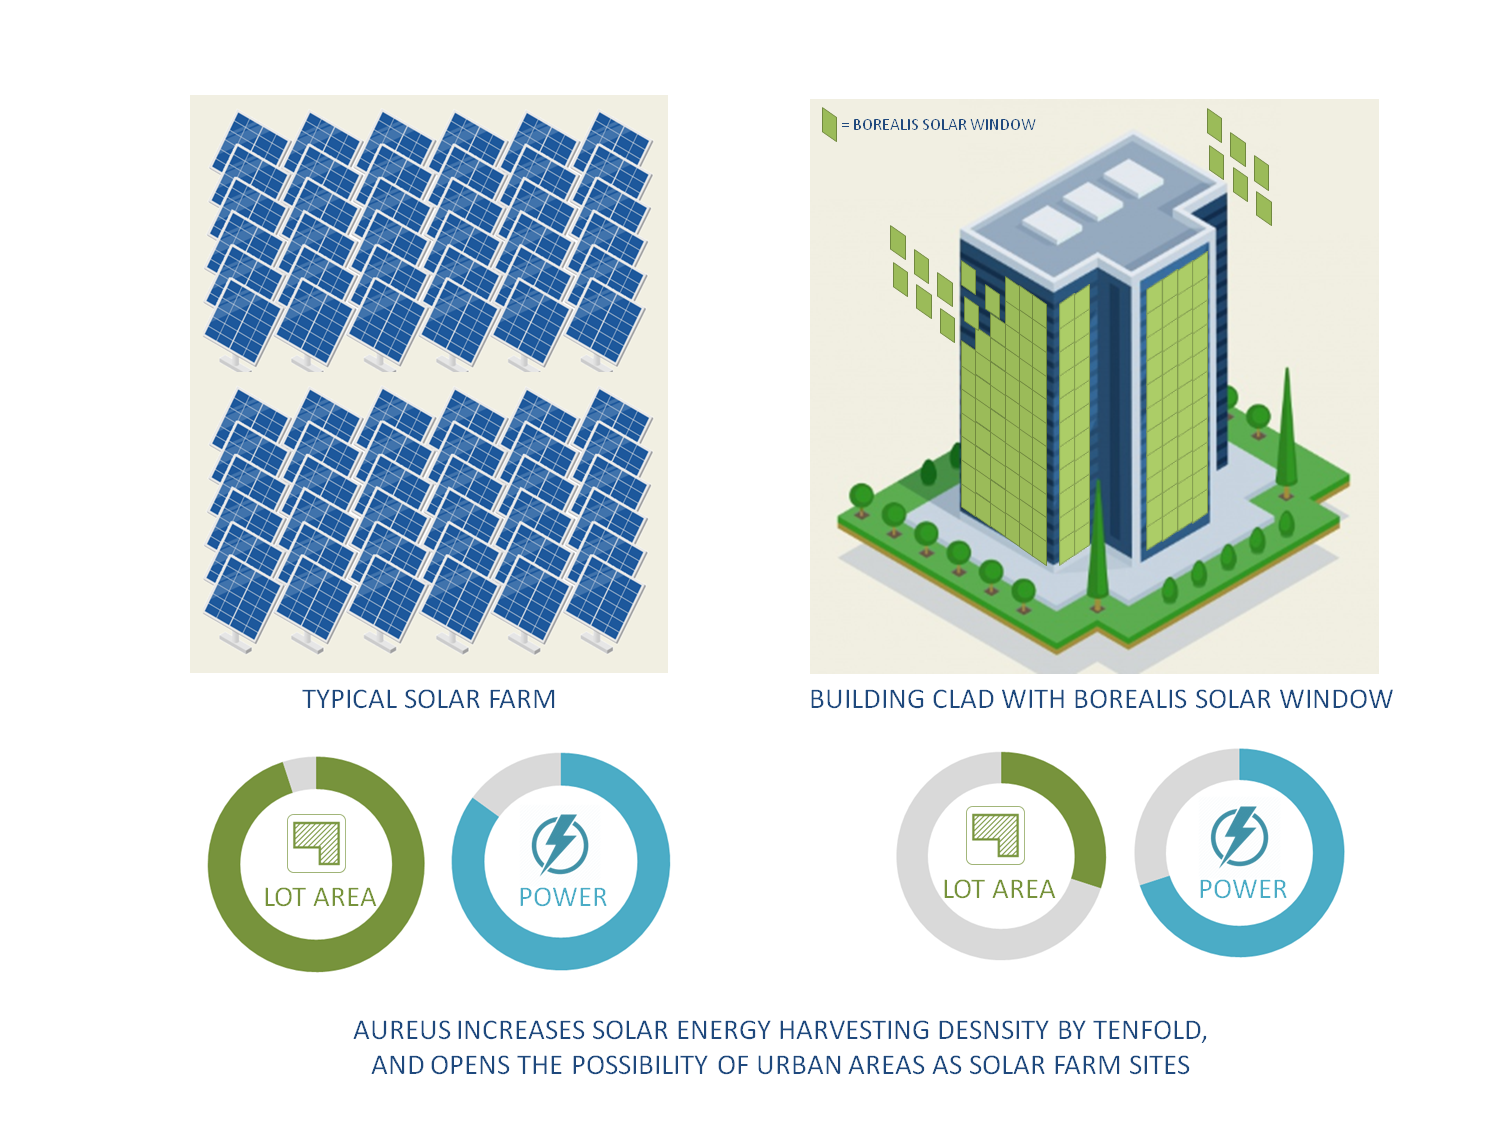 = BOREALIS SOLAR WINDOW
TYPICAL SOLAR FARM
BUILDING CLAD WITH BOREALIS SOLAR WINDOW
LOT AREA
POWER
LOT AREA
POWER
AUREUS INCREASES SOLAR ENERGY HARVESTING DESNSITY BY TENFOLD,
AND OPENS THE POSSIBILITY OF URBAN AREAS AS SOLAR FARM SITES